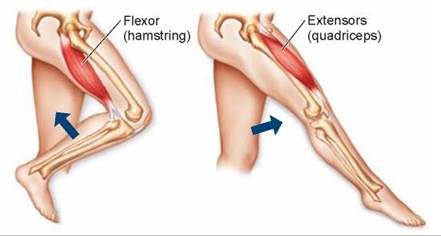 Flexor
(hamstring)
Extensors
(quadriceps)